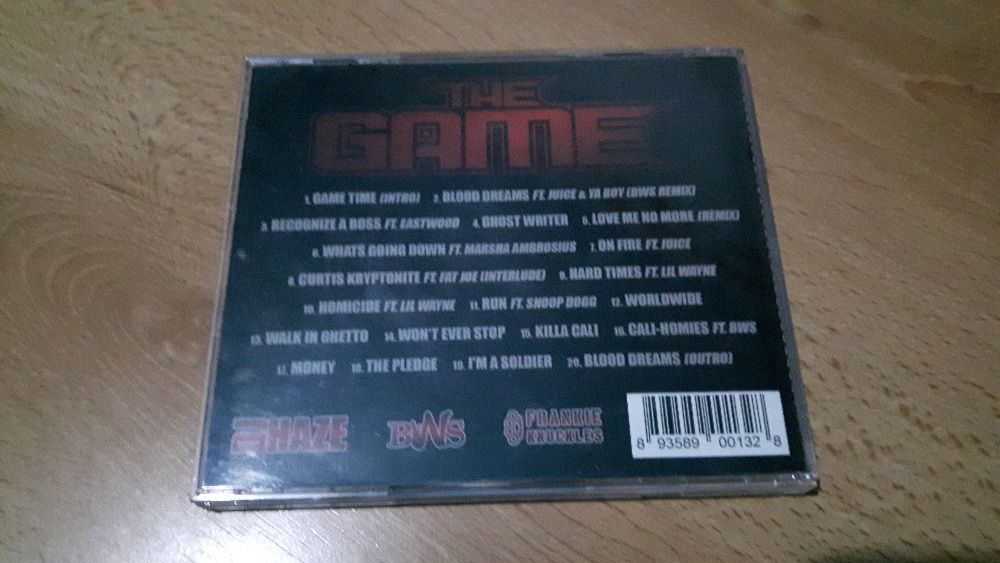 THE
GAME
1. GAME TIME (INTRO) 2. BLOOD DREAMS FT. JUICE & YA BOY (BWS REMIX)
3. RECOGNIZE A BOSS FT. EASTWOOD 4. GHOST WRITER 5. LOVE ME NO MORE (REMIX)
6. WHATS GOING DOWN FT. MARSHA AMBROSIUS 7. ON FIRE FT. JUICE
8. CURTIS KRYPTONITE FT. FAT JOE (INTERLUDE) 9. HARD TIMES FT. LIL WAYNE
10. HOMICIDE FT. LIL WAYNE 11. RUN FT. SNOOP DOGG 12. WORLDWIDE
13. WALK IN GHETTO 14. WON'T EVER STOP 15. KILLA CALI 16. CALI-HOMIES FT. BWS
17. MONEY 18. THE PLEDGE 19. I'M A SOLDIER 20. BLOOD DREAMS (OUTRO)
DJ HAZE BWS FRANKIE KNUCKLES
8 93589 00132 8